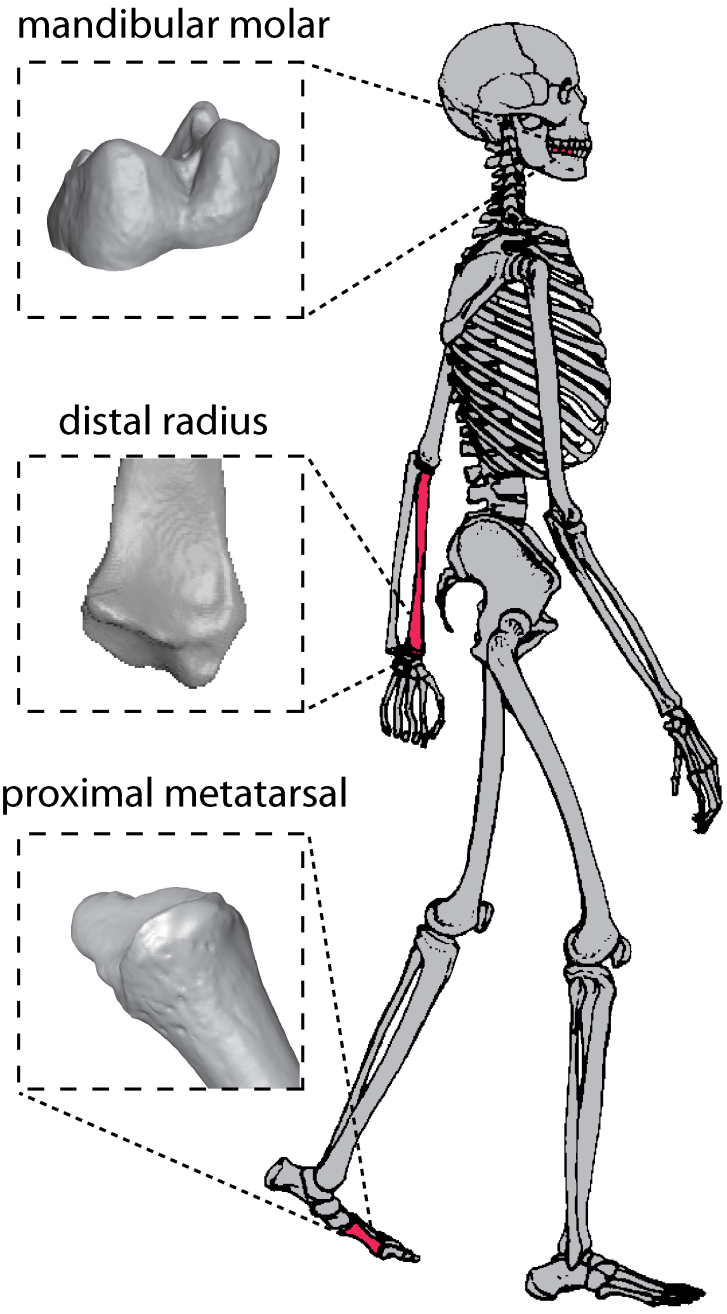 mandibular molar
distal radius
proximal metatarsal